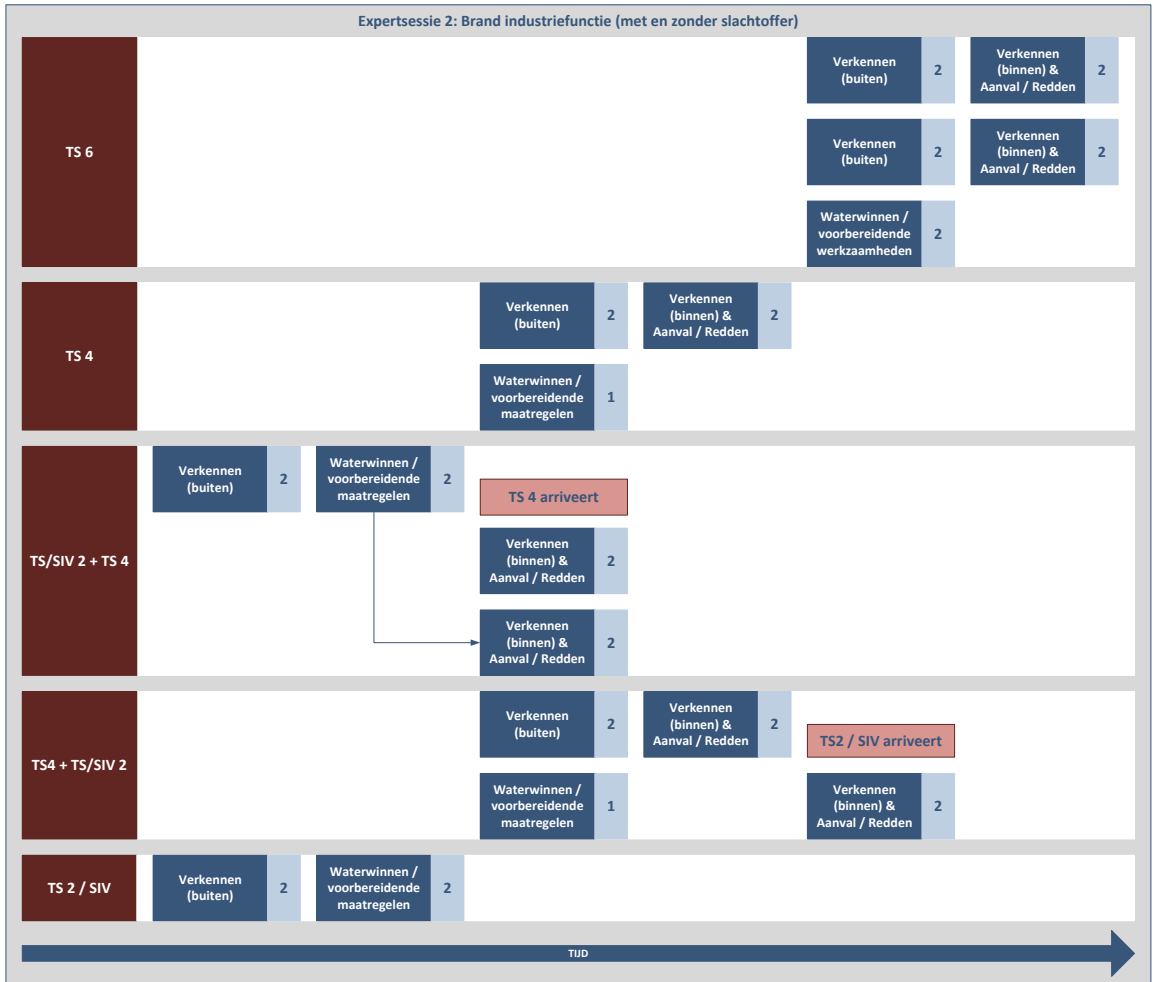 Expertsessie 2: Brand industriefunctie (met en zonder slachtoffer)
TS 6
Verkennen
(buiten)
2
Verkennen
(binnen) &
Aanval / Redden
2
Verkennen
(buiten)
2
Verkennen
(binnen) &
Aanval / Redden
2
Waterwinnen /
voorbereidende
werkzaamheden
2
TS 4
Verkennen
(buiten)
2
Verkennen
(binnen) &
Aanval / Redden
2
Waterwinnen /
voorbereidende
maatregelen
1
TS/SIV 2 + TS 4
Verkennen
(buiten)
2
Waterwinnen /
voorbereidende
maatregelen
2
TS 4 arriveert
Verkennen
(binnen) &
Aanval / Redden
2
Verkennen
(binnen) &
Aanval / Redden
2
TS4 + TS/SIV 2
Verkennen
(buiten)
2
Verkennen
(binnen) &
Aanval / Redden
2
TS2 / SIV arriveert
Waterwinnen /
voorbereidende
maatregelen
1
Verkennen
(binnen) &
Aanval / Redden
2
TS 2 / SIV
Verkennen
(buiten)
2
Waterwinnen /
voorbereidende
maatregelen
2
TIJD